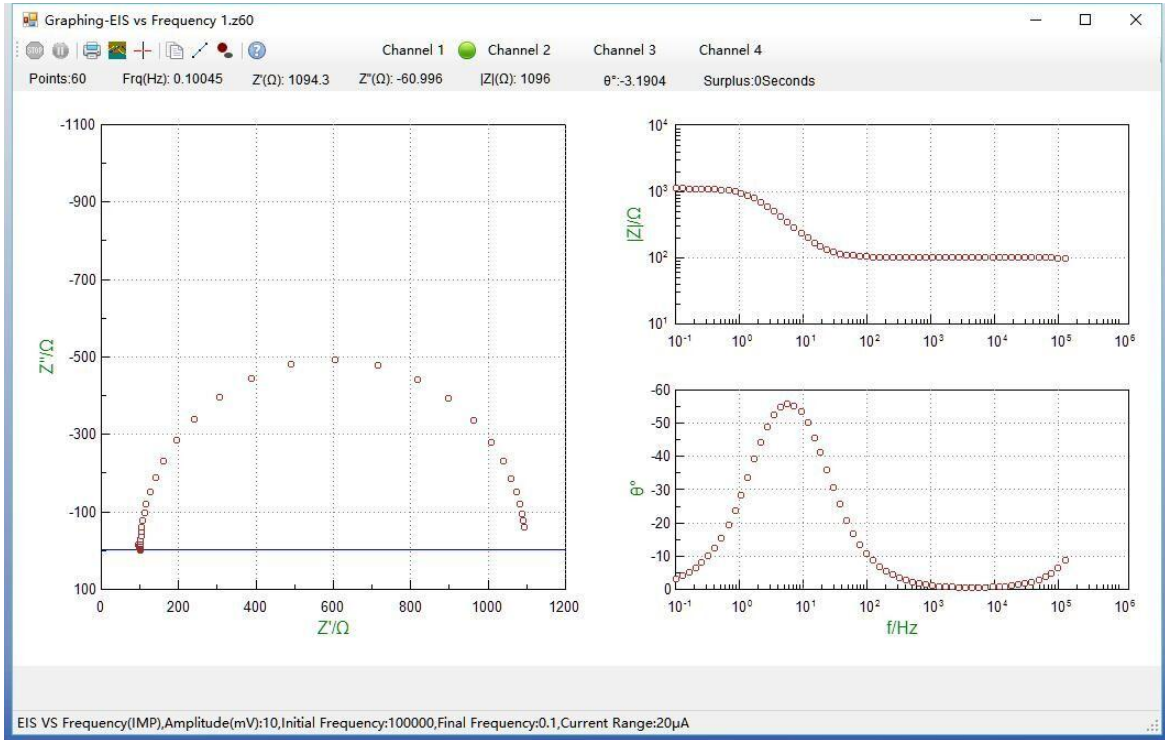 Graphing-EIS vs Frequency 1.z60
STOP
Channel 1 Channel 2 Channel 3 Channel 4
Points:60 Frq(Hz): 0.10045 Z'(Ω): 1094.3 Z"(Ω): -60.996 |Z|(Ω): 1096 θ°:-3.1904 Surplus:0Seconds
-1100
-900
-700
-500
-300
-100
100
Z"/Ω
0 200 400 600 800 1000 1200
Z'/Ω
10⁴
10³
10²
10¹
|Z|/Ω
10⁻¹ 10⁰ 10¹ 10² 10³ 10⁴ 10⁵ 10⁶
-60
-50
-40
-30
-20
-10
0
θ°
10⁻¹ 10⁰ 10¹ 10² 10³ 10⁴ 10⁵ 10⁶
f/Hz
EIS VS Frequency(IMP),Amplitude(mV):10,Initial Frequency:100000,Final Frequency:0.1,Current Range:20μA